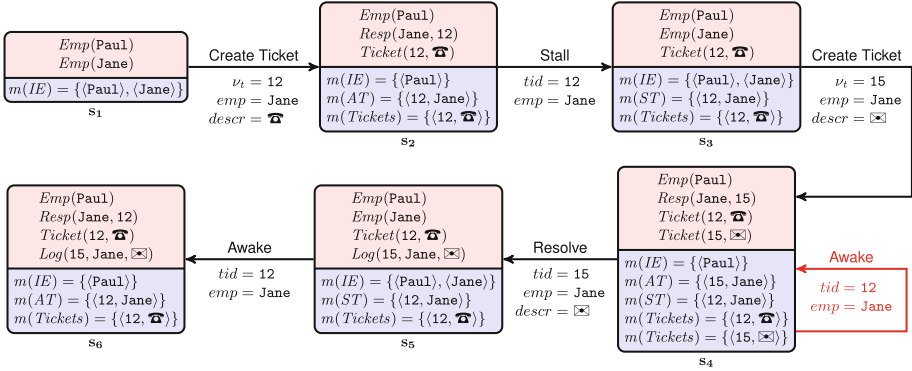 Emp(Paul)
Emp(Jane)
m(IE) = {⟨Paul⟩, ⟨Jane⟩}
s₁
Create Ticket
νₜ = 12
emp = Jane
descr = ☎
Emp(Paul)
Resp(Jane, 12)
Ticket(12, ☎)
m(IE) = {⟨Paul⟩}
m(AT) = {⟨12, Jane⟩}
m(Tickets) = {⟨12, ☎⟩}
s₂
Stall
tid = 12
emp = Jane
Emp(Paul)
Emp(Jane)
Ticket(12, ☎)
m(IE) = {⟨Paul⟩, ⟨Jane⟩}
m(ST) = {⟨12, Jane⟩}
m(Tickets) = {⟨12, ☎⟩}
s₃
Create Ticket
νₜ = 15
emp = Jane
descr = ✉
Emp(Paul)
Resp(Jane, 15)
Ticket(12, ☎)
Ticket(15, ✉)
m(IE) = {⟨Paul⟩}
m(AT) = {⟨15, Jane⟩}
m(ST) = {⟨12, Jane⟩}
m(Tickets) = {⟨12, ☎⟩}
m(Tickets) = {⟨15, ✉⟩}
s₄
Awake
tid = 12
emp = Jane
Resolve
tid = 15
emp = Jane
descr = ✉
Emp(Paul)
Emp(Jane)
Ticket(12, ☎)
Log(15, Jane, ✉)
m(IE) = {⟨Paul⟩, ⟨Jane⟩}
m(ST) = {⟨12, Jane⟩}
m(Tickets) = {⟨12, ☎⟩}
s₅
Awake
tid = 12
emp = Jane
Emp(Paul)
Resp(Jane, 12)
Ticket(12, ☎)
Log(15, Jane, ✉)
m(IE) = {⟨Paul⟩}
m(AT) = {⟨12, Jane⟩}
m(Tickets) = {⟨12, ☎⟩}
s₆